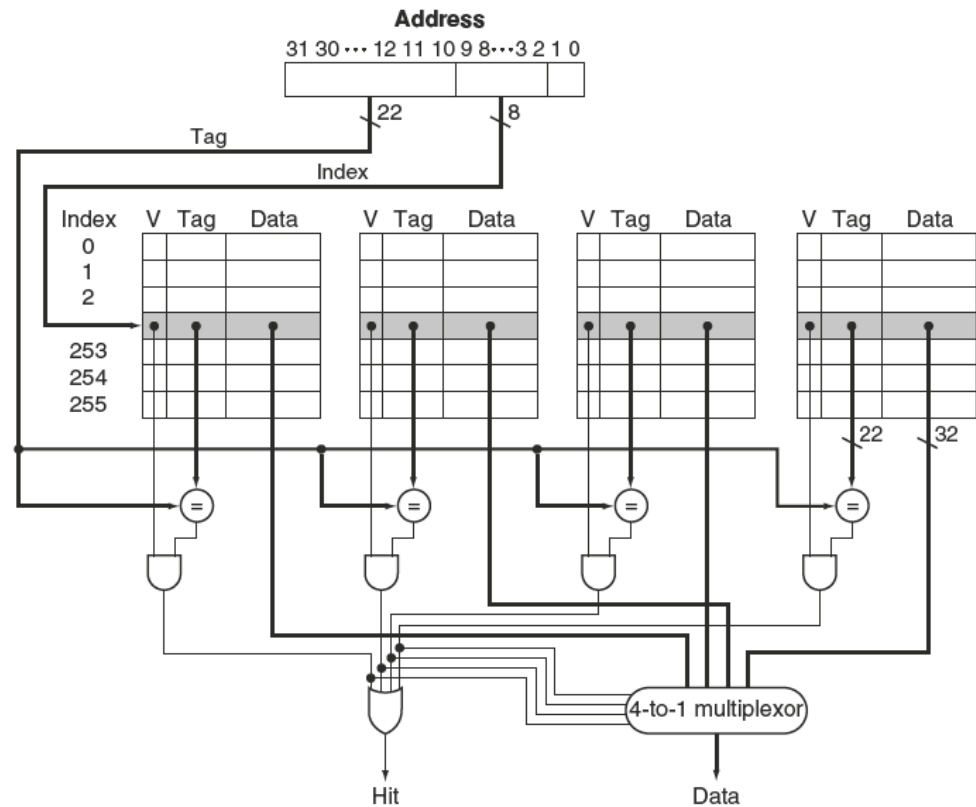 Address
31 30 ··· 12 11 10 9 8···3 2 1 0
22
8
Tag
Index
Index V Tag Data V Tag Data V Tag Data V Tag Data
0
1
2
253
254
255
22
32
= = = =
4-to-1 multiplexor
Hit
Data